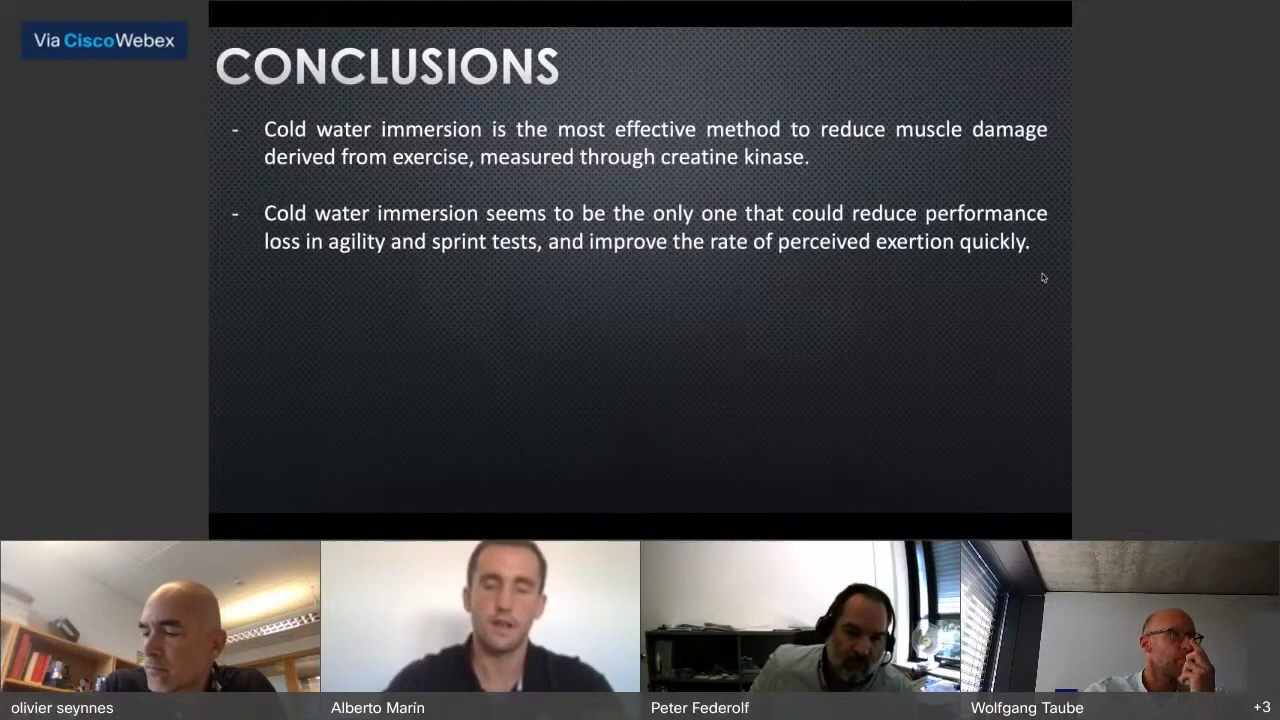 Via CiscoWebex
CONCLUSIONS
- Cold water immersion is the most effective method to reduce muscle damage
derived from exercise, measured through creatine kinase.
- Cold water immersion seems to be the only one that could reduce performance
loss in agility and sprint tests, and improve the rate of perceived exertion quickly.
olivier seynnes
Alberto Marín
Peter Federolf
Wolfgang Taube
+3